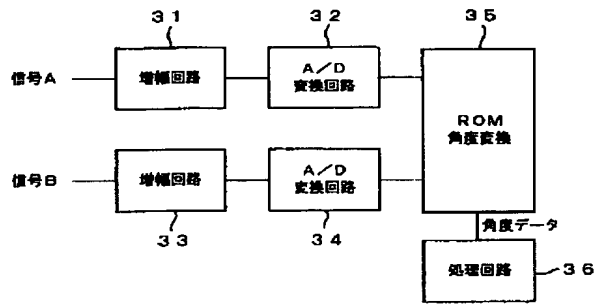 31
32
35
信号A
増幅回路
A/D
変換回路
ROM
角度変換
信号B
増幅回路
A/D
変換回路
33
34
角度データ
処理回路
36